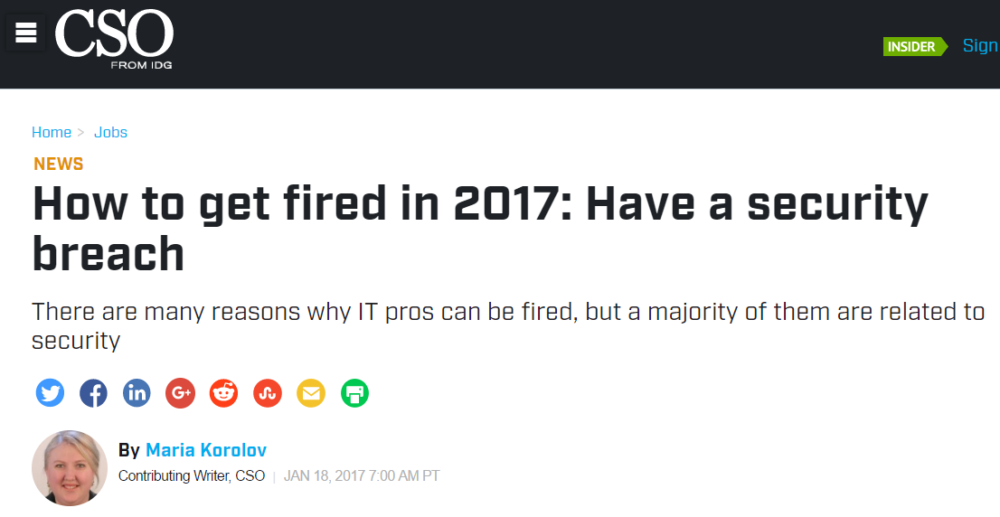 CSO
FROM IDG
INSIDER Sign
Home > Jobs
NEWS
How to get fired in 2017: Have a security
breach
There are many reasons why IT pros can be fired, but a majority of them are related to
security
By Maria Korolov
Contributing Writer, CSO | JAN 18, 2017 7:00 AM PT